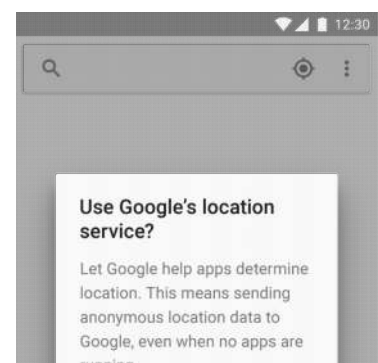 12:30
Use Google's location
service?
Let Google help apps determine
location. This means sending
anonymous location data to
Google, even when no apps are